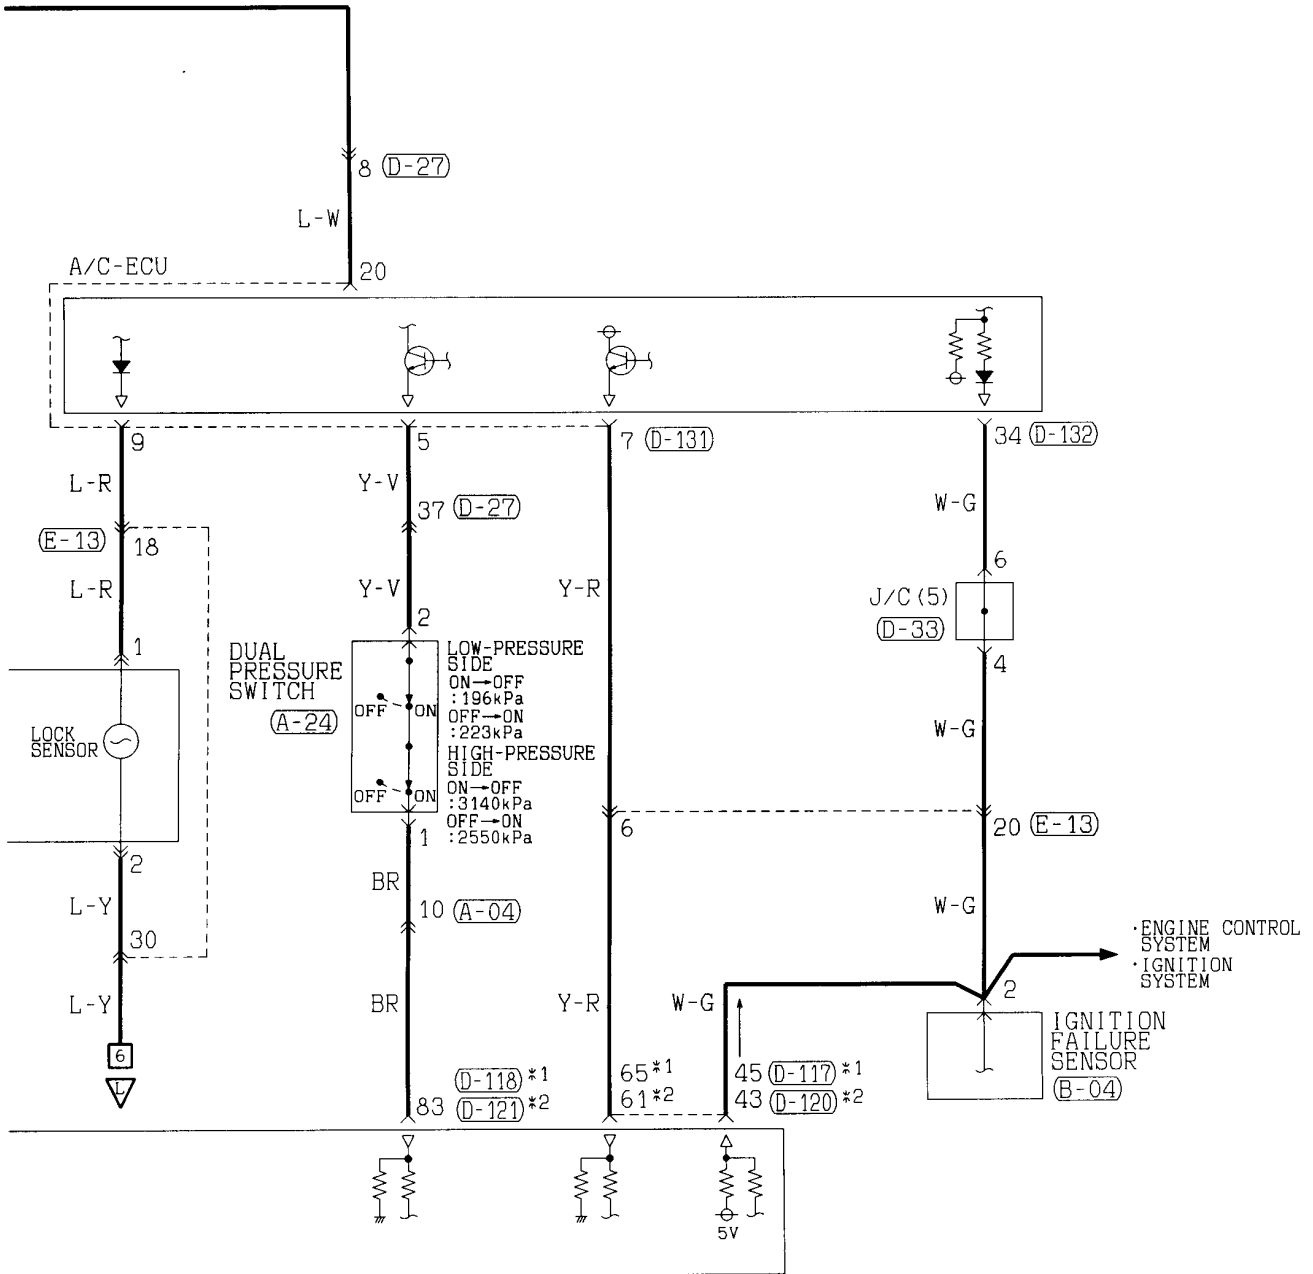 8 (D-27)
L-W
A/C-ECU
20
9
5
7 (D-131)
34 (D-132)
L-R
Y-V
W-G
37 (D-27)
(E-13) 18
6
L-R
Y-V
Y-R
J/C (5)
(D-33)
1
2
4
DUAL
PRESSURE
SWITCH
(A-24)
LOW-PRESSURE
SIDE
ON→OFF
:196kPa
OFF→ON
:223kPa
HIGH-PRESSURE
SIDE
ON→OFF
:3140kPa
OFF→ON
:2550kPa
OFF ON
OFF ON
LOCK
SENSOR
W-G
6
20 (E-13)
2
1
L-Y
BR
10 (A-04)
W-G
30
·ENGINE CONTROL
SYSTEM
·IGNITION
SYSTEM
L-Y
BR
Y-R
W-G
2
IGNITION
FAILURE
SENSOR
(B-04)
6
L
(D-118)*1
83 (D-121)*2
65*1
61*2
45 (D-117)*1
43 (D-120)*2
5V